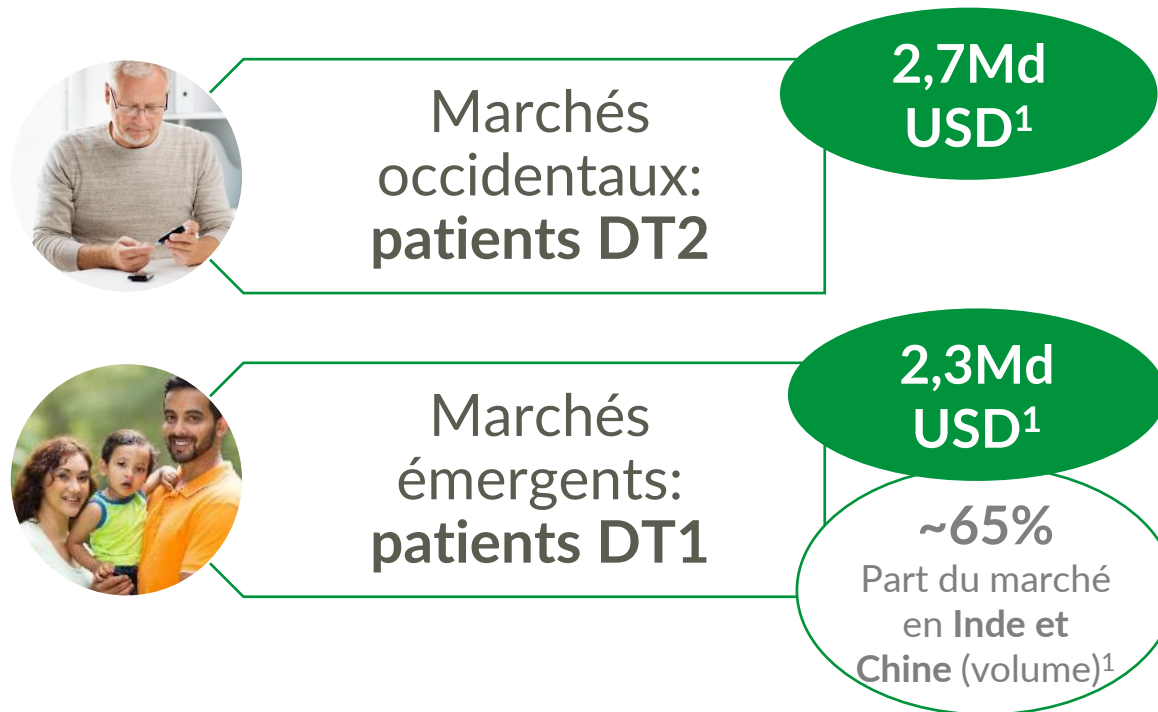 Marchés
occidentaux:
patients DT2
2,7Md
USD¹
Marchés
émergents:
patients DT1
2,3Md
USD¹
~65%
Part du marché
en Inde et
Chine (volume)¹